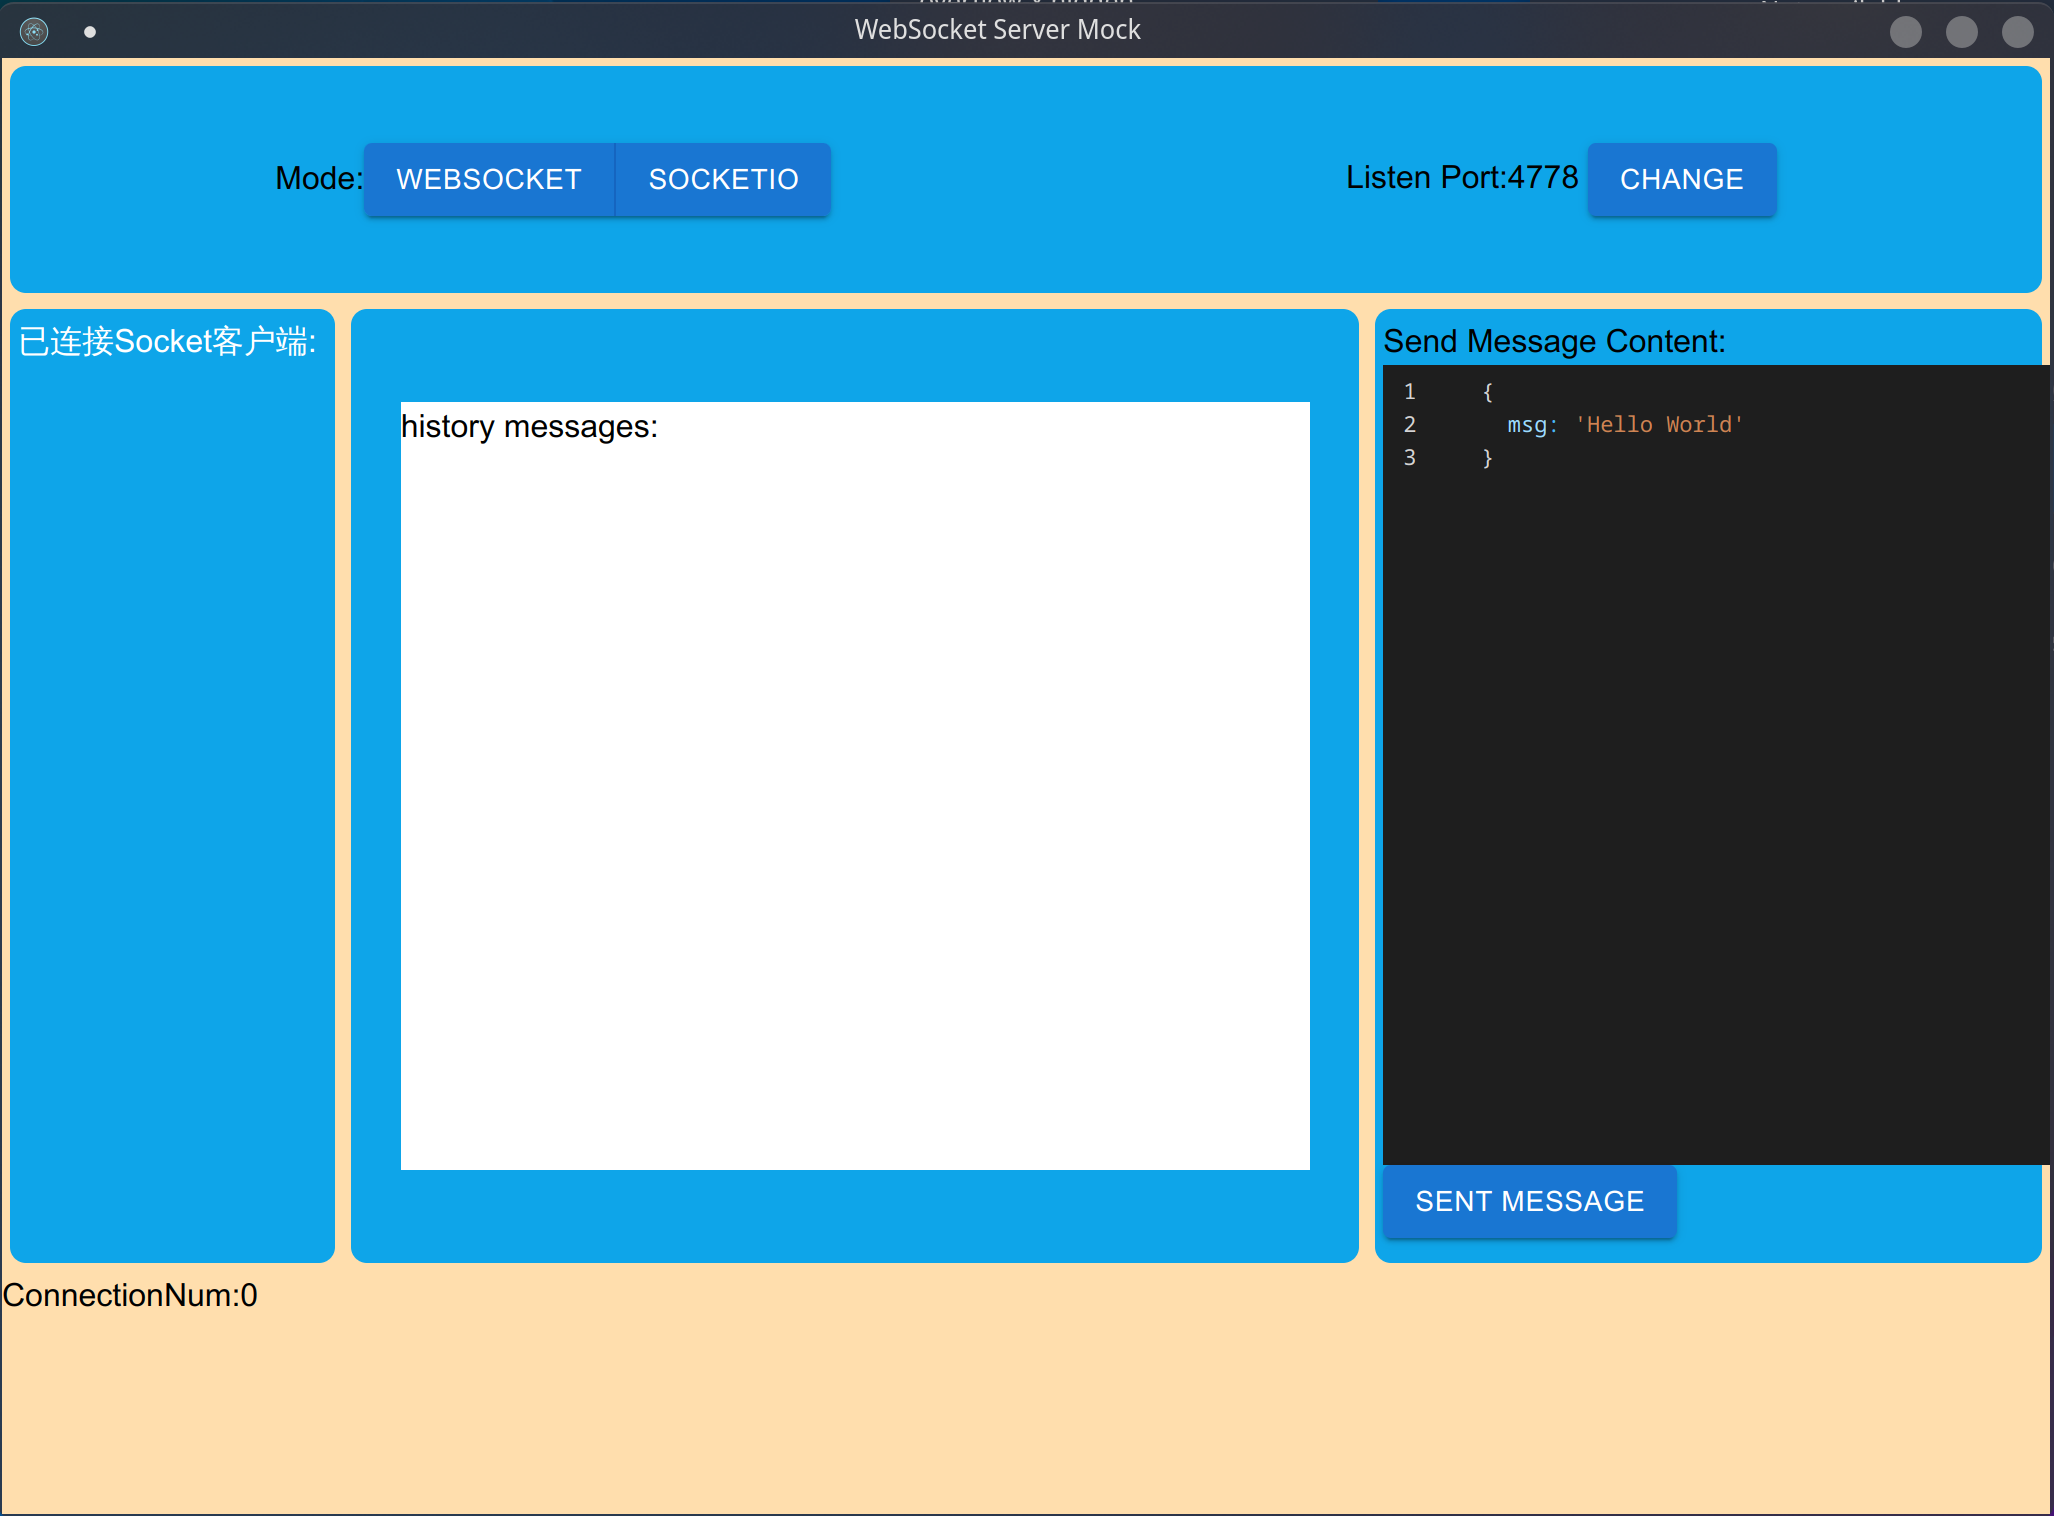 WebSocket Server Mock
Mode: WEBSOCKET SOCKETIO
Listen Port:4778 CHANGE
已连接Socket客户端:
history messages:
Send Message Content:
1 {
2 msg: 'Hello World'
3 }
SENT MESSAGE
ConnectionNum:0